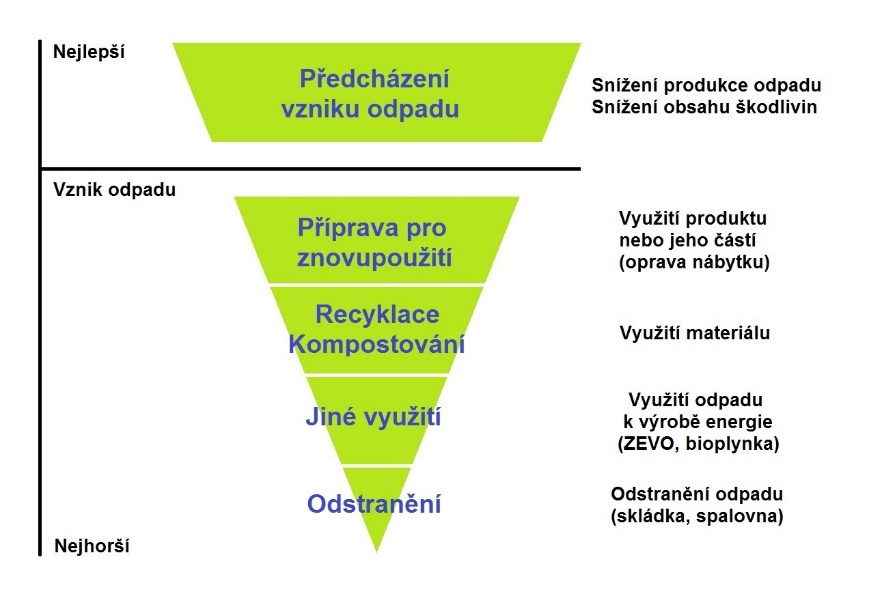 Nejlepší
Předcházení
vzniku odpadu
Snížení produkce odpadu
Snížení obsahu škodlivin
Vznik odpadu
Příprava pro
znovupoužití
Využití produktu
nebo jeho částí
(oprava nábytku)
Recyklace
Kompostování
Využití materiálu
Jiné využití
Využití odpadu
k výrobě energie
(ZEVO, bioplynka)
Odstranění
Odstranění odpadu
(skládka, spalovna)
Nejhorší